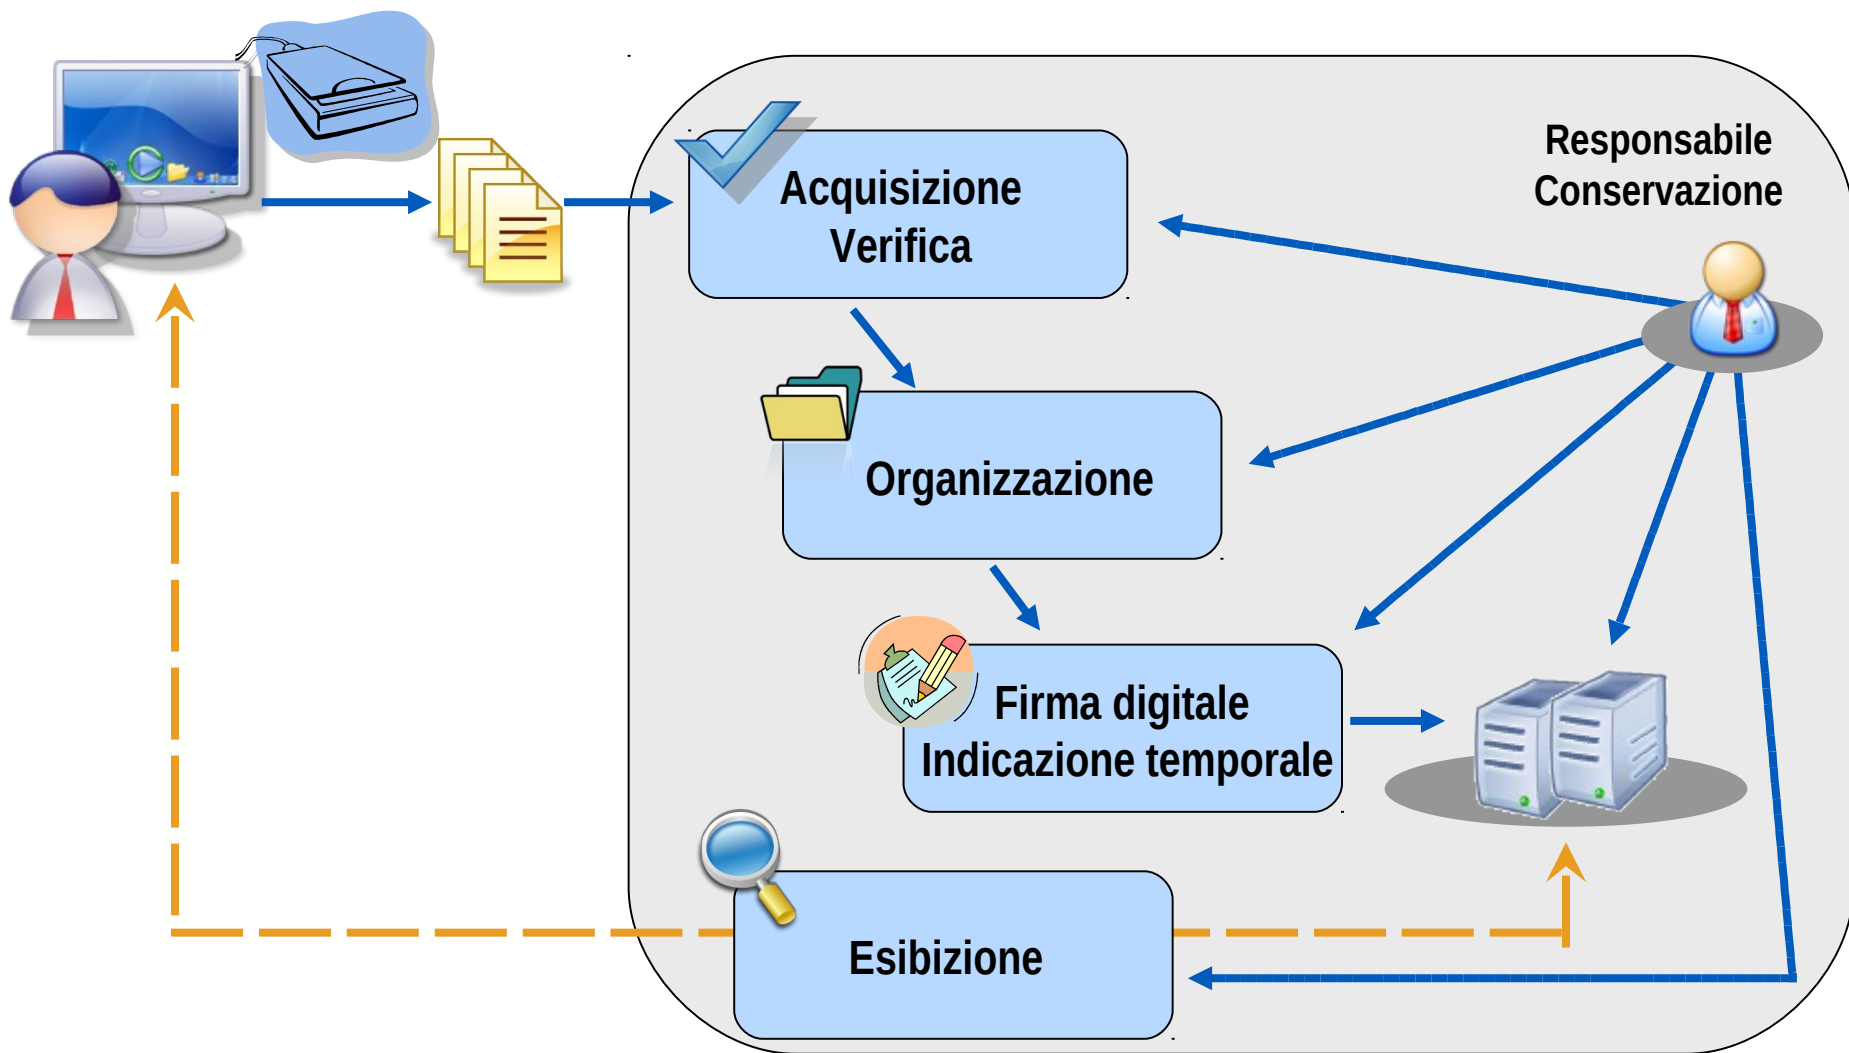 Responsabile
Conservazione
Acquisizione
Verifica
Organizzazione
Firma digitale
Indicazione temporale
Esibizione